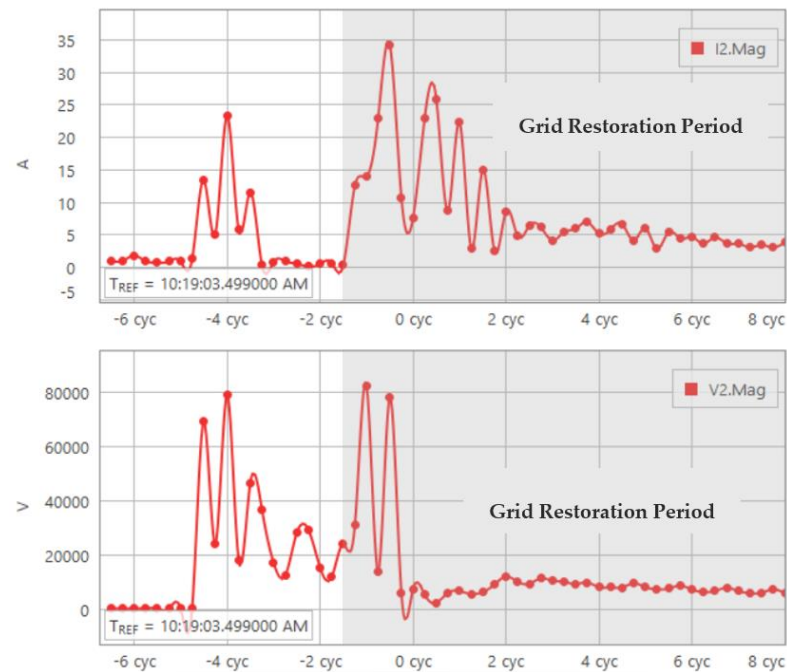 35
I2.Mag
30
25
20
Grid Restoration Period
A
15
10
5
0
TREF = 10:19:03.499000 AM
-5
-6 cyc -4 cyc -2 cyc 0 cyc 2 cyc 4 cyc 6 cyc 8 cyc
80000
V2.Mag
60000
40000
Grid Restoration Period
V
20000
0
TREF = 10:19:03.499000 AM
-6 cyc -4 cyc -2 cyc 0 cyc 2 cyc 4 cyc 6 cyc 8 cyc